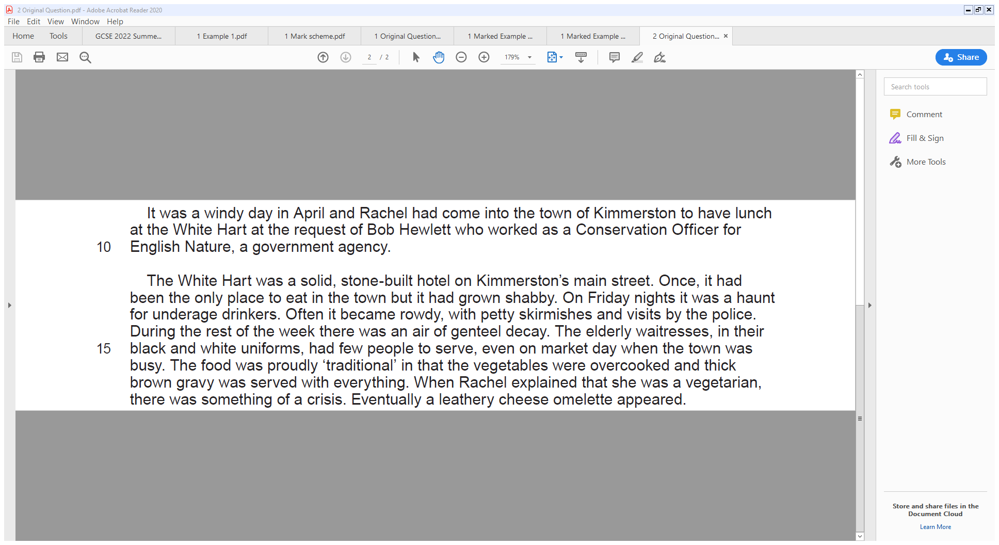 2 Original Question.pdf - Adobe Acrobat Reader 2020
File Edit View Window Help
Home Tools GCSE 2022 Summe... 1 Example 1.pdf 1 Mark scheme.pdf 1 Original Question... 1 Marked Example ... 1 Marked Example ... 2 Original Question...
2 / 2 179% Share
Search tools
Comment
Fill & Sign
More Tools
It was a windy day in April and Rachel had come into the town of Kimmerston to have lunch
at the White Hart at the request of Bob Hewlett who worked as a Conservation Officer for
10 English Nature, a government agency.
The White Hart was a solid, stone-built hotel on Kimmerston’s main street. Once, it had
been the only place to eat in the town but it had grown shabby. On Friday nights it was a haunt
for underage drinkers. Often it became rowdy, with petty skirmishes and visits by the police.
During the rest of the week there was an air of genteel decay. The elderly waitresses, in their
15 black and white uniforms, had few people to serve, even on market day when the town was
busy. The food was proudly ‘traditional’ in that the vegetables were overcooked and thick
brown gravy was served with everything. When Rachel explained that she was a vegetarian,
there was something of a crisis. Eventually a leathery cheese omelette appeared.
Store and share files in the
Document Cloud
Learn More